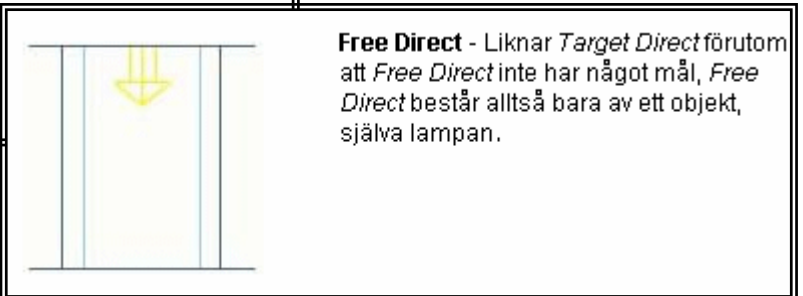 Free Direct - Liknar Target Direct förutom
att Free Direct inte har något mål, Free
Direct består alltså bara av ett objekt,
själva lampan.